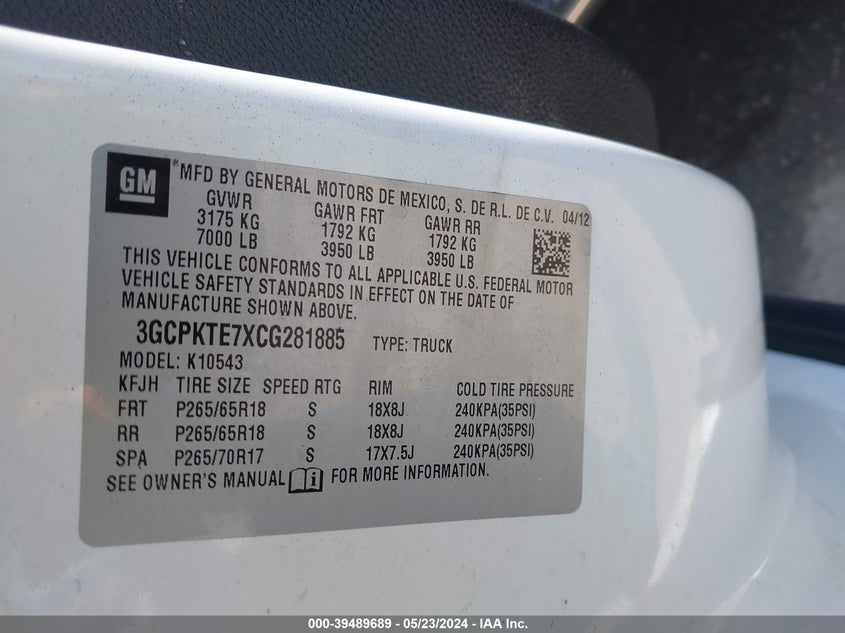 GM ® MFD BY GENERAL MOTORS DE MEXICO, S. DE R.L. DE C.V. 04/12
GVWR GAWR FRT GAWR RR
3175 KG 1792 KG 1792 KG
7000 LB 3950 LB 3950 LB
THIS VEHICLE CONFORMS TO ALL APPLICABLE U.S. FEDERAL MOTOR
VEHICLE SAFETY STANDARDS IN EFFECT ON THE DATE OF
MANUFACTURE SHOWN ABOVE.
3GCPKTE7XCG281885 TYPE: TRUCK
MODEL: K10543
KFJH TIRE SIZE SPEED RTG RIM COLD TIRE PRESSURE
FRT P265/65R18 S 18X8J 240KPA(35PSI)
RR P265/65R18 S 18X8J 240KPA(35PSI)
SPA P265/70R17 S 17X7.5J 240KPA(35PSI)
SEE OWNER'S MANUAL i FOR MORE INFORMATION.
000-39489689 - 05/23/2024 - IAA Inc.